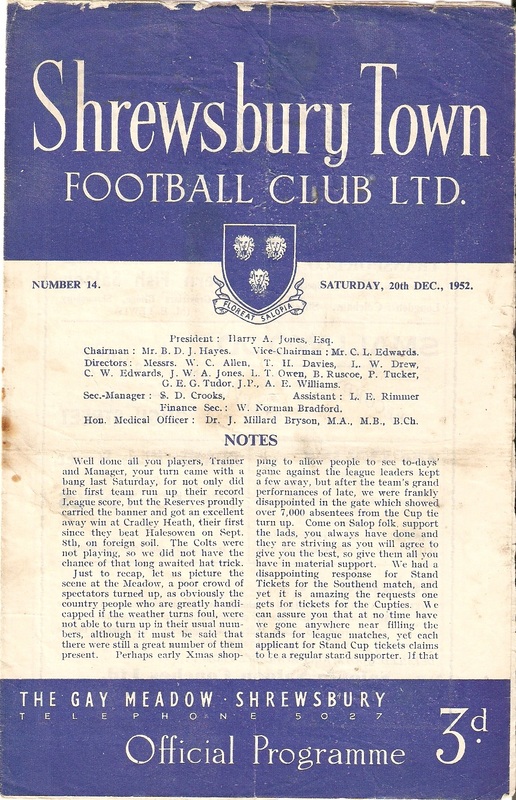 Shrewsbury Town
FOOTBALL CLUB LTD.
NUMBER 14.
SATURDAY, 20th DEC., 1952.
FLOREAT SALOPIA
President : Harry A. Jones, Esq.
Chairman : Mr. B. D. J. Hayes. Vice-Chairman : Mr. C. L. Edwards.
Directors : Messrs. W. C. Allen, T. H. Davies, L. W. Drew,
C. W. Edwards, J. W. A. Jones, L. T. Owen, B. Ruscoe, P. Tucker,
G. E. G. Tudor, J.P., A. E. Williams.
Sec.-Manager : S. D. Crooks, Assistant : L. E. Rimmer
Finance Sec. : W. Norman Bradford.
Hon. Medical Officer : Dr. J. Millard Bryson, M.A., M.B., B.Ch.
NOTES
Well done all you players, Trainer
and Manager, your turn came with a
bang last Saturday, for not only did
the first team run up their record
League score, but the Reserves proudly
carried the banner and got an excellent
away win at Cradley Heath, their first
since they beat Halesowen on Sept.
8th, on foreign soil. The Colts were
not playing, so we did not have the
chance of that long awaited hat trick.
Just to recap, let us picture the
scene at the Meadow, a poor crowd of
spectators turned up, as obviously the
country people who are greatly handi-
capped if the weather turns foul, were
not able to turn up in their usual num-
bers, although it must be said that
there were still a great number of them
present. Perhaps early Xmas shop-
ping to allow people to see to-days'
game against the league leaders kept
a few away, but after the team's grand
performances of late, we were frankly
disappointed in the gate which showed
over 7,000 absentees from the Cup tie
turn up. Come on Salop folk, support
the lads, you always have done and
they are striving as you will agree to
give you the best, so give them all you
have in material support. We had a
disappointing response for Stand
Tickets for the Southend match, and
yet it is amazing the requests one
gets for tickets for the Cupties. We
can assure you that at no time have
we gone anywhere near filling the
stands for league matches, yet each
applicant for Stand Cup tickets claims
to be a regular stand supporter. If that
THE GAY MEADOW · SHREWSBURY
TELEPHONE 5027
Official Programme
3d.